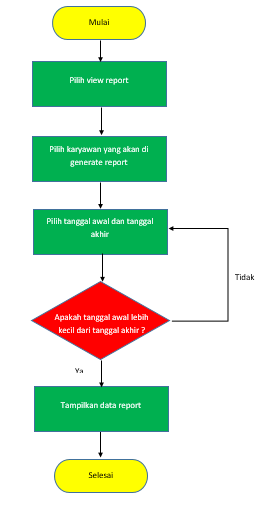 Mulai
Pilih view report
Pilih karyawan yang akan di
generate report
Pilih tanggal awal dan tanggal
akhir
Tidak
Apakah tanggal awal lebih
kecil dari tanggal akhir ?
Ya
Tampilkan data report
Selesai